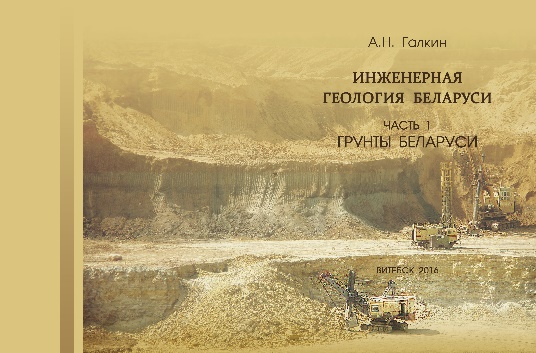 А.Н. Галкин
ИНЖЕНЕРНАЯ
ГЕОЛОГИЯ БЕЛАРУСИ
ЧАСТЬ 1
ГРУНТЫ БЕЛАРУСИ
ВИТЕБСК 2016